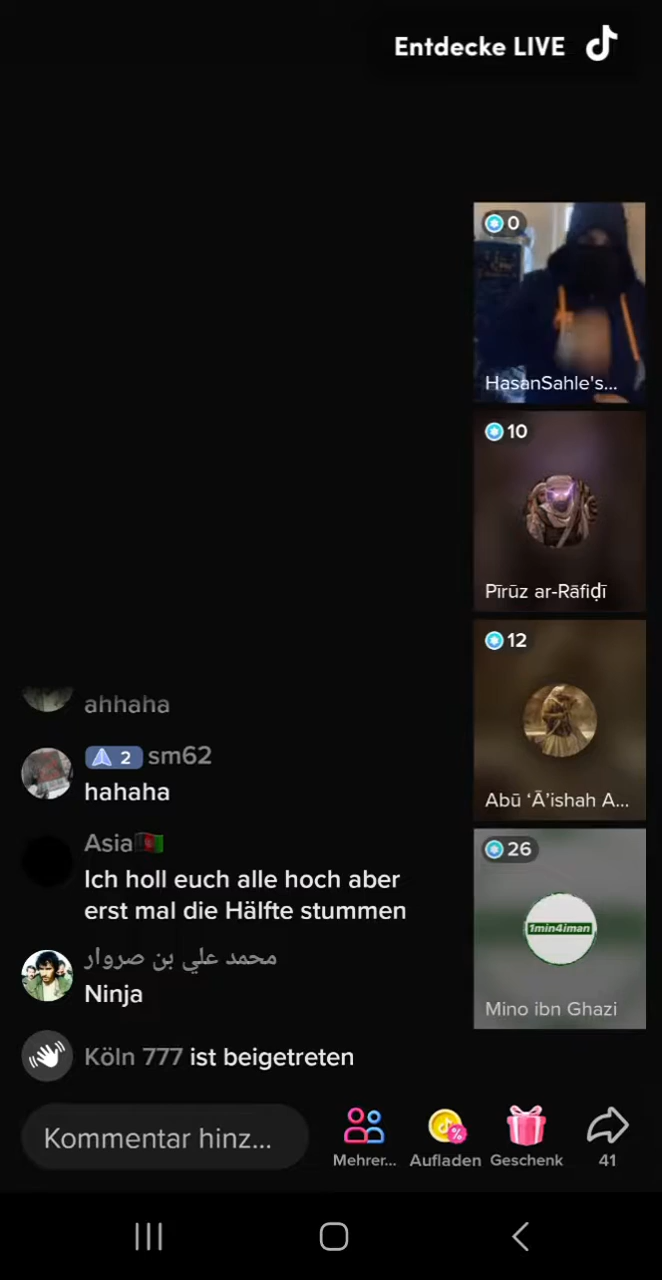 Entdecke LIVE
0
HasanSahle's...
10
Pīrūz ar-Rāfiḍī
12
Abū ‘Ā’ishah A...
26
1min4iman
Mino ibn Ghazi
ahhaha
2 sm62
hahaha
Asia
Ich holl euch alle hoch aber
erst mal die Hälfte stummen
محمد علي بن صروار
Ninja
Köln 777 ist beigetreten
Kommentar hinz...
Mehrer...
Aufladen
Geschenk
41